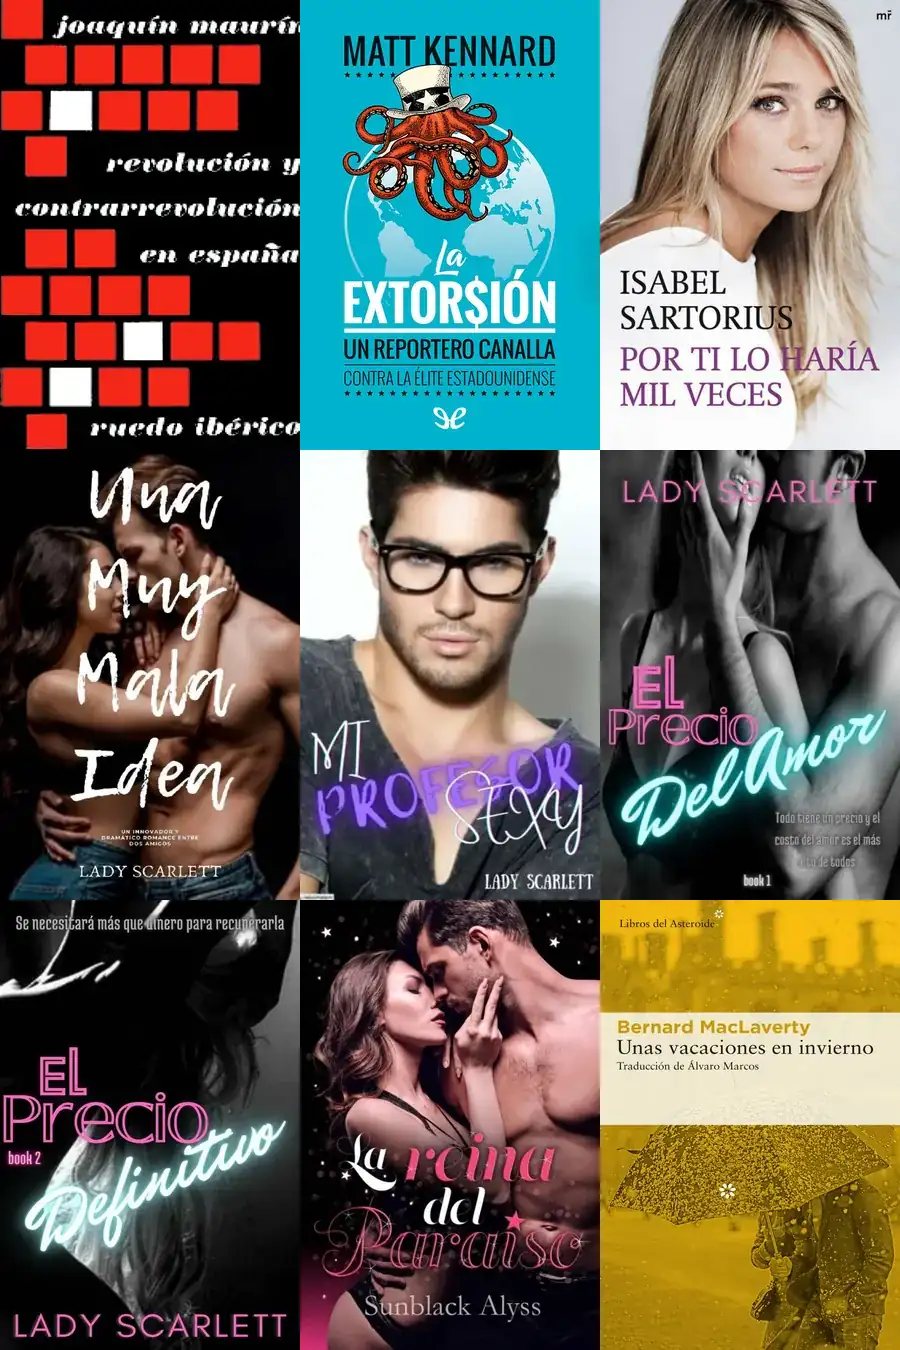 joaquín maurín
revolución y
contrarrevolución
en españa
ruedo ibérico
MATT KENNARD
La
EXTOR$IÓN
UN REPORTERO CANALLA
CONTRA LA ÉLITE ESTADOUNIDENSE
mr̄
ISABEL
SARTORIUS
POR TI LO HARÍA
MIL VECES
Una
Muy
Mala
Idea
UN INNOVADOR Y
DRAMÁTICO ROMANCE ENTRE
DOS AMIGOS
LADY SCARLETT
MI
PROFESOR
SEXY
LADY SCARLETT
LADY SCARLETT
EL
Precio
Del Amor
Todo tiene un precio y el
costo del amor es el más
alto de todos
book 1
Se necesitará más que dinero para recuperarla
EL
Precio
book 2
Definitivo
LADY SCARLETT
La reina
del
Paraiso
Sunblack Alyss
Libros del Asteroide
Bernard MacLaverty
Unas vacaciones en invierno
Traducción de Álvaro Marcos